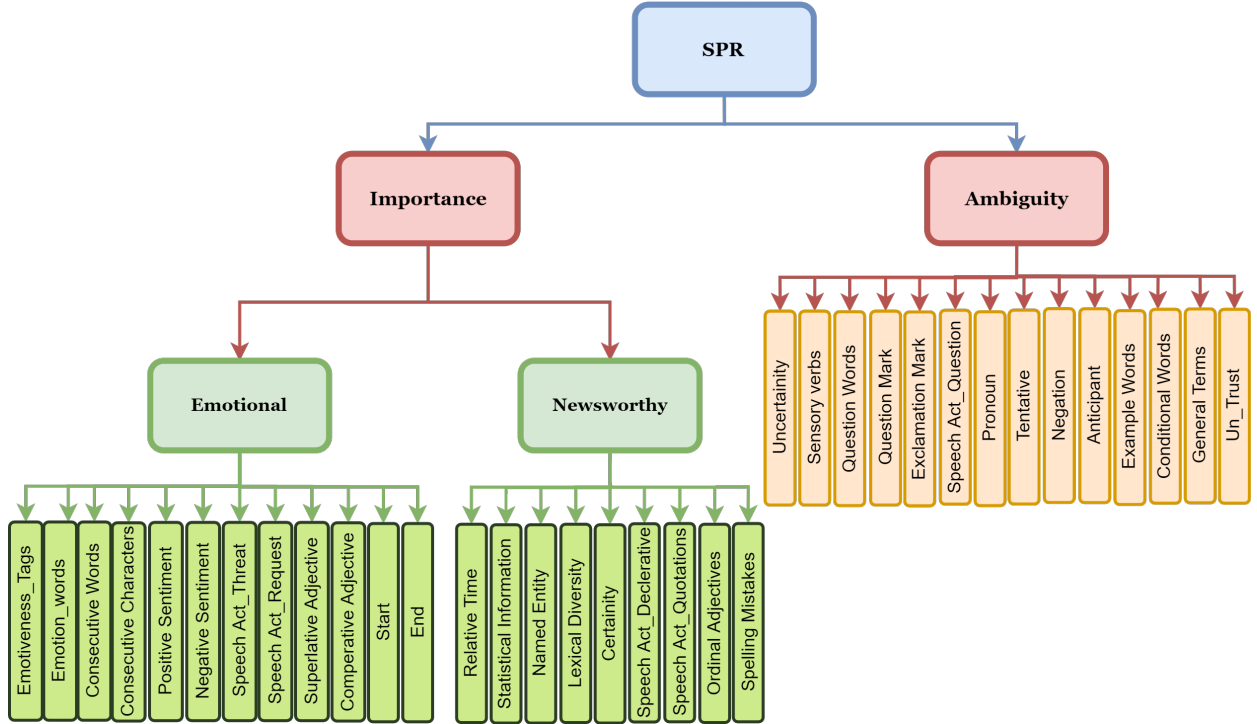 SPR
Importance
Ambiguity
Uncertainity
Sensory verbs
Question Words
Question Mark
Exclamation Mark
Speech Act_Question
Pronoun
Tentative
Negation
Anticipant
Example Words
Conditional Words
General Terms
Un_Trust
Emotional
Newsworthy
Emotiveness_Tags
Emotion_words
Consecutive Words
Consecutive Characters
Positive Sentiment
Negative Sentiment
Speech Act_Threat
Speech Act_Request
Superlative Adjective
Comperative Adjective
Start
End
Relative Time
Statistical Information
Named Entity
Lexical Diversity
Certainity
Speech Act_Declerative
Speech Act_Quotations
Ordinal Adjectives
Spelling Mistakes